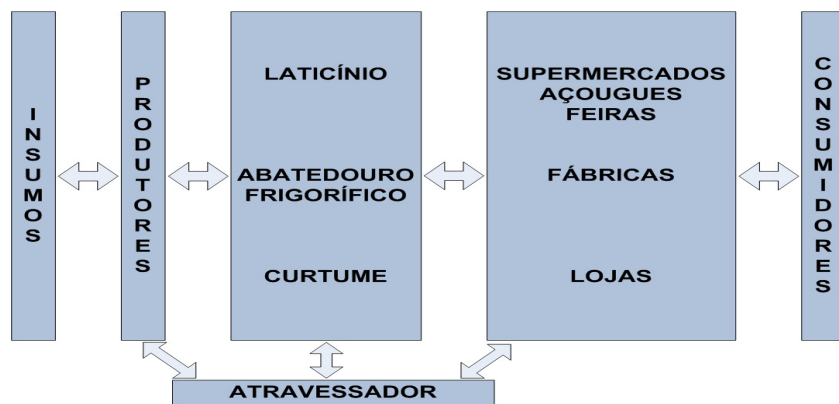 INSUMOS
PRODUTORES
LATICÍNIO
ABATEDOURO
FRIGORÍFICO
CURTUME
SUPERMERCADOS
AÇOUGUES
FEIRAS
FÁBRICAS
LOJAS
CONSUMIDORES
ATRAVESSADOR